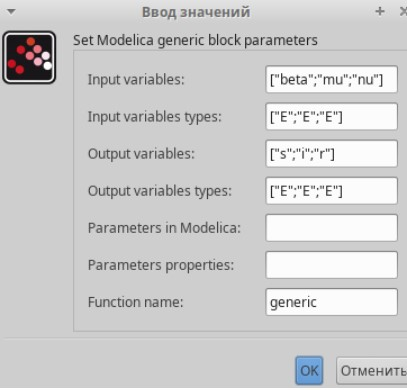 Ввод значений
Set Modelica generic block parameters
Input variables: ["beta";"mu";"nu"]
Input variables types: ["E";"E";"E"]
Output variables: ["s";"i";"r"]
Output variables types: ["E";"E";"E"]
Parameters in Modelica:
Parameters properties:
Function name: generic
OK Отменить